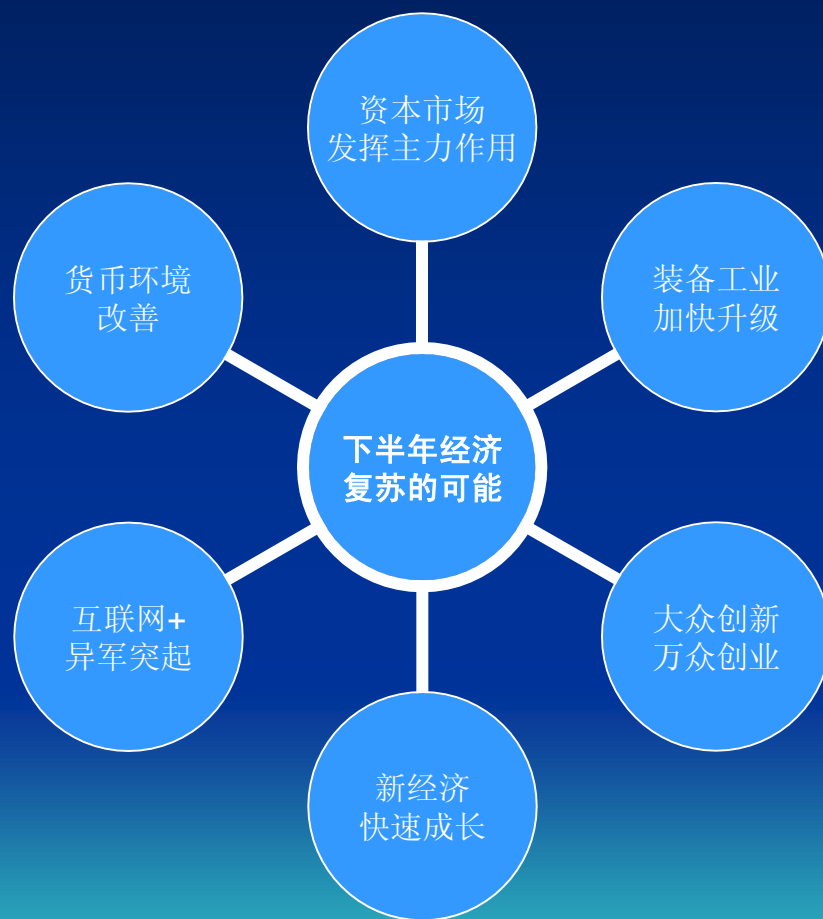 资本市场
发挥主力作用
货币环境
改善
装备工业
加快升级
下半年经济
复苏的可能
互联网+
异军突起
大众创新
万众创业
新经济
快速成长